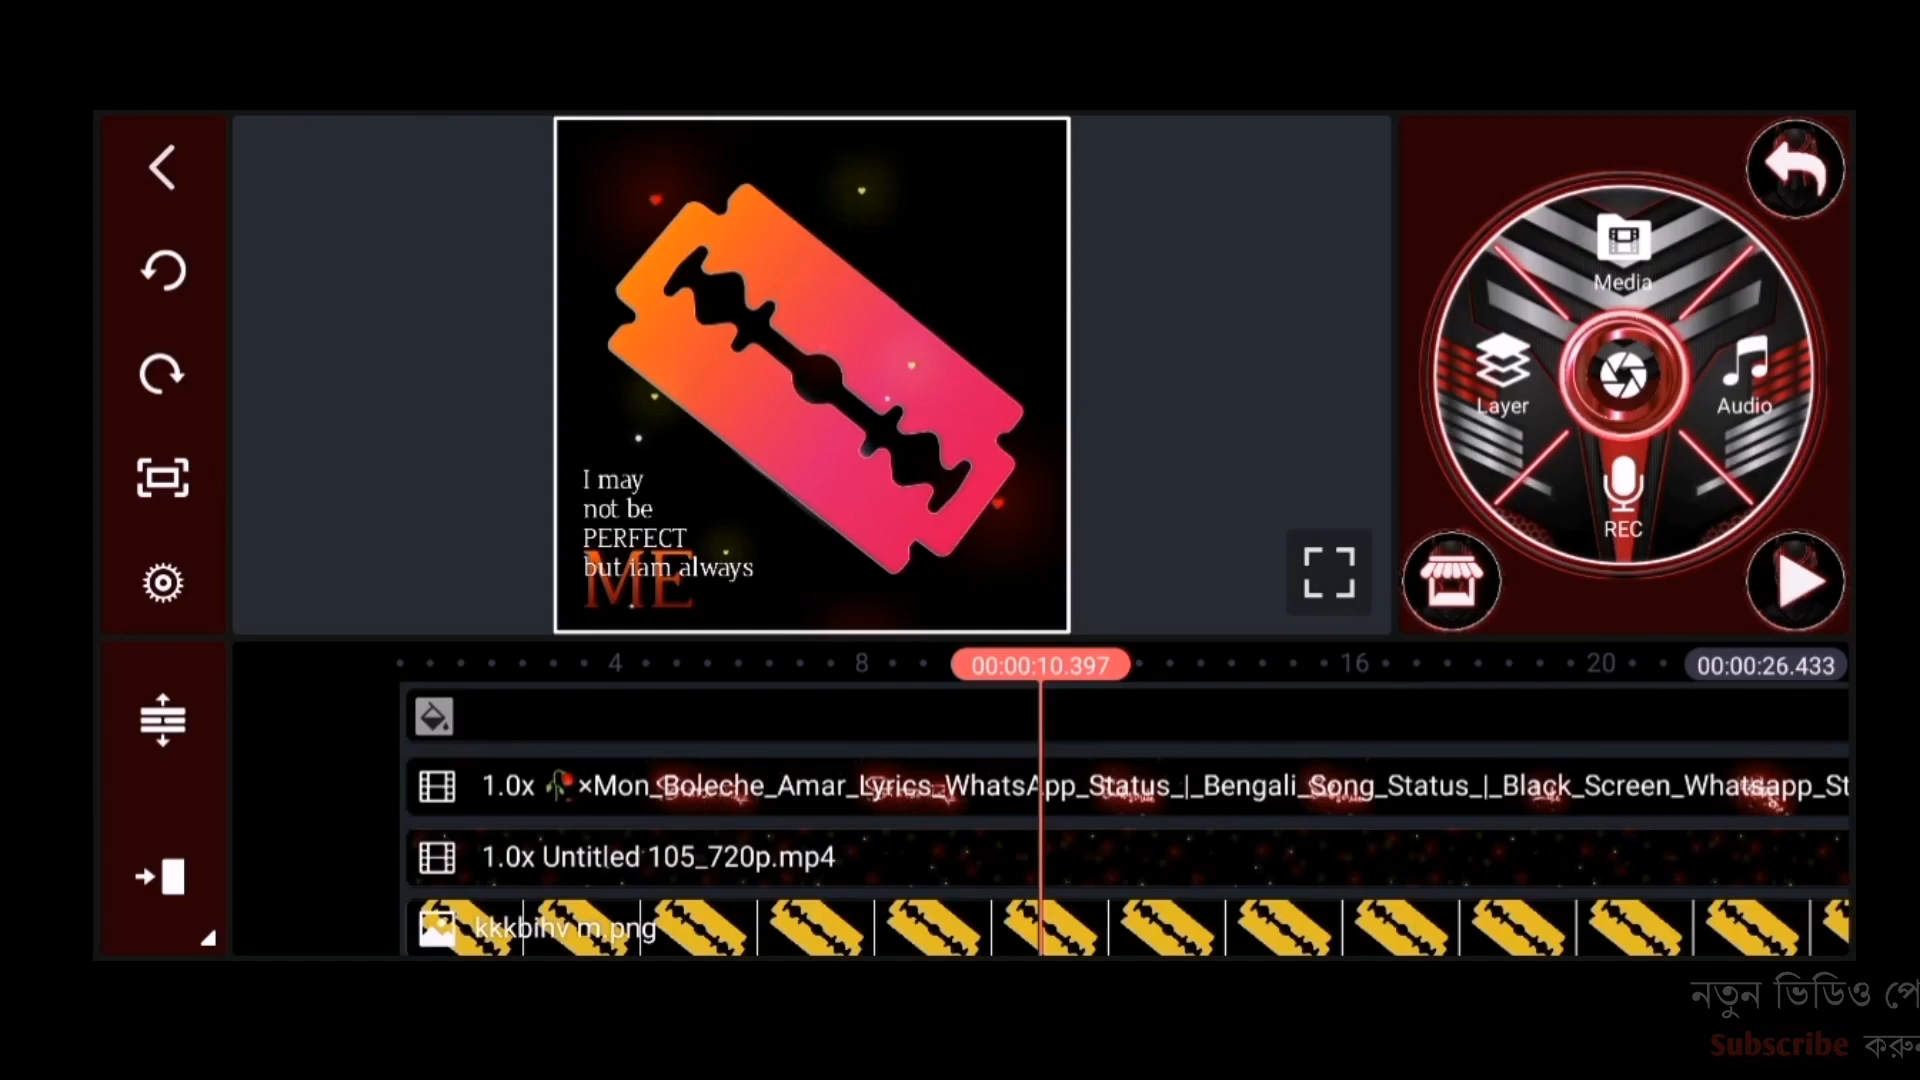 Media
Layer
Audio
REC
I may
not be
PERFECT
but iam always
ME
4
8
00:00:10.397
16
20
00:00:26.433
1.0x 🥀×Mon_Boleche_Amar_Lyrics_WhatsApp_Status_|_Bengali_Song_Status_|_Black_Screen_Whatsapp_St
1.0x Untitled 105_720p.mp4
kkkbihv m.png
নতুন ভিডিও পে
Subscribe করুন